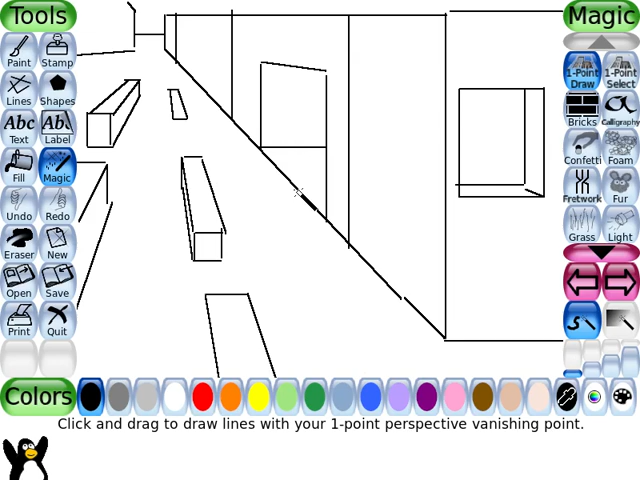 Tools
Magic
Paint
Stamp
1-Point
Draw
1-Point
Select
Lines
Shapes
Bricks
Calligraphy
Abc
Abc
Text
Label
Confetti
Foam
Fill
Magic
Fretwork
Fur
Undo
Redo
Grass
Light
Eraser
New
Open
Save
Print
Quit
Colors
Click and drag to draw lines with your 1-point perspective vanishing point.